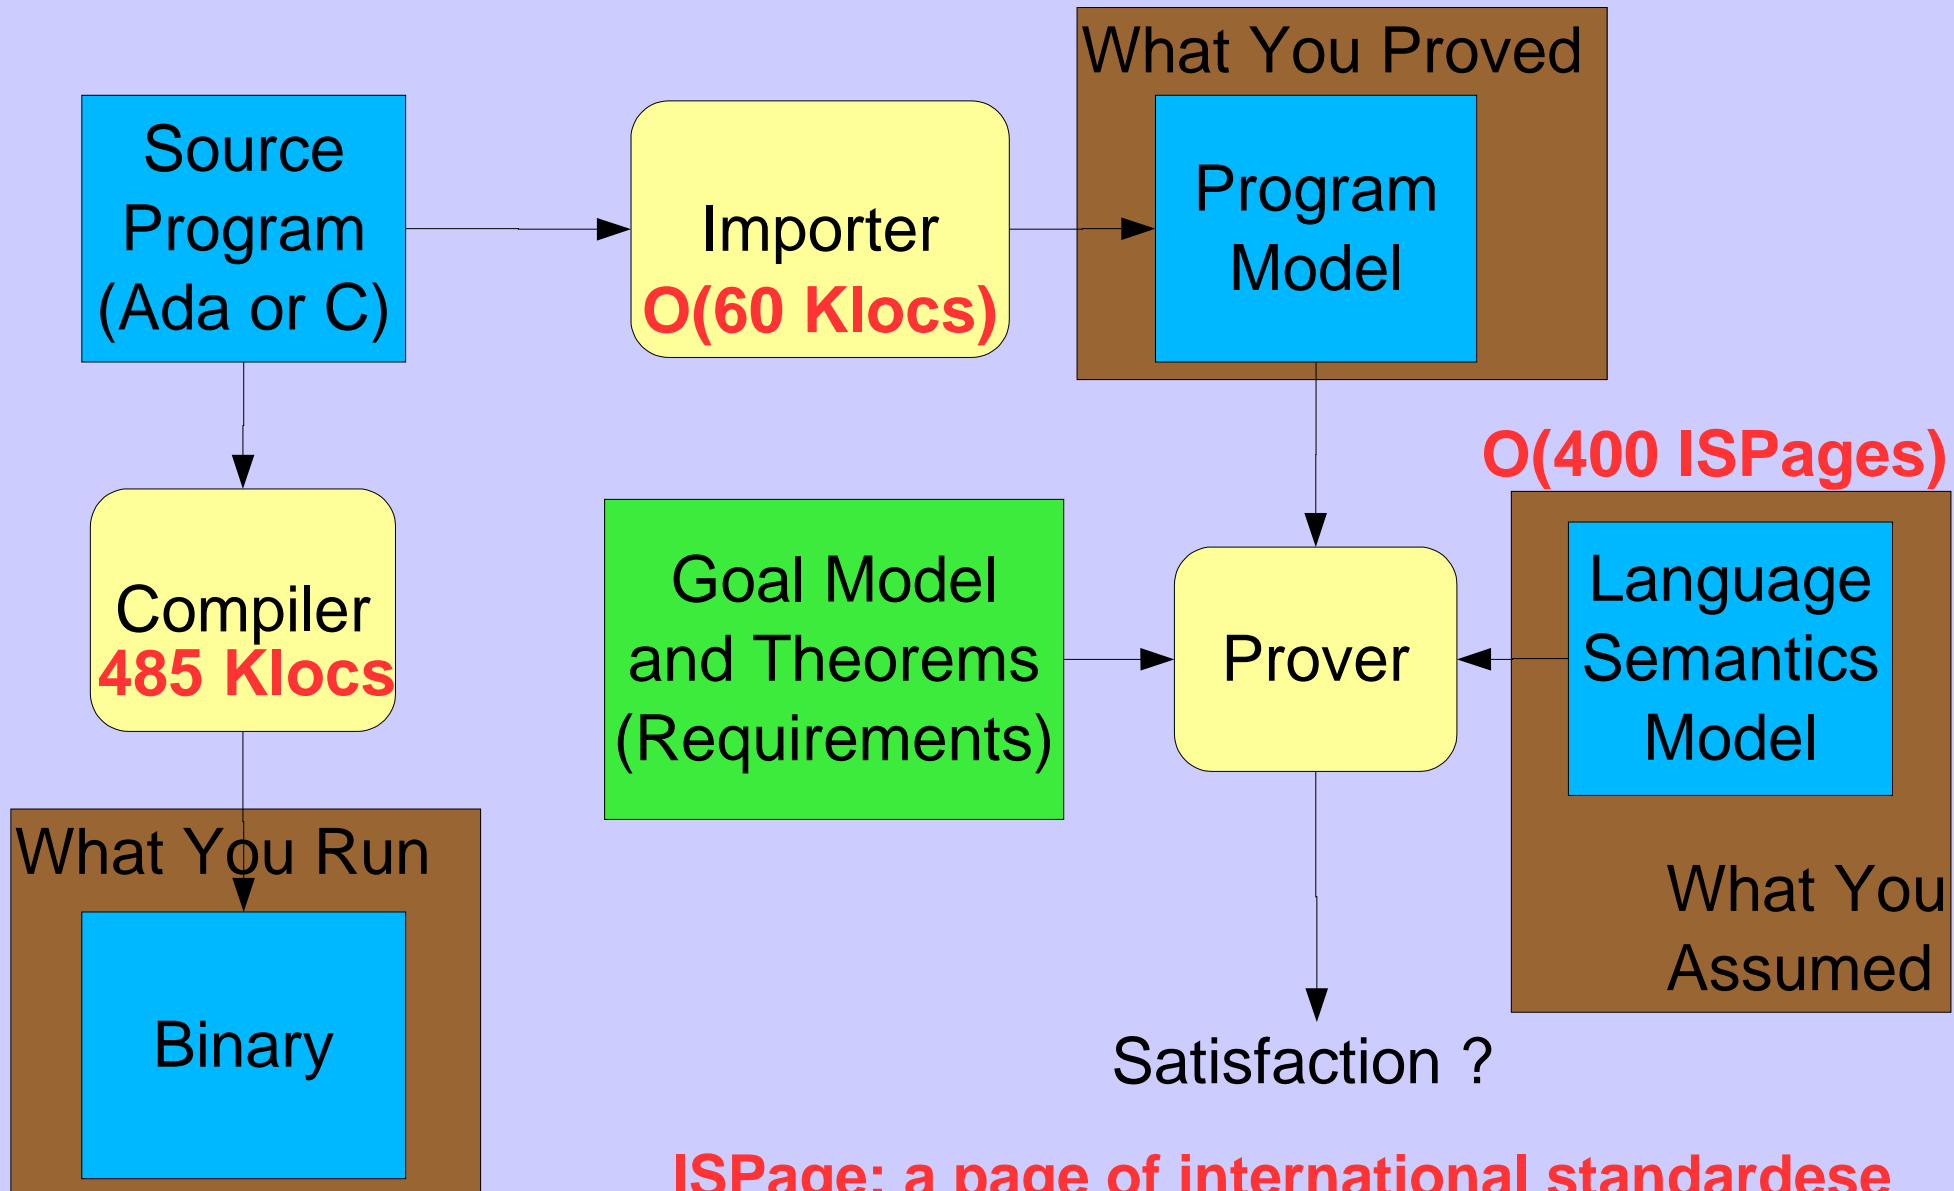 What You Proved
Source
Program
(Ada or C)
Importer
O(60 Klocs)
Program
Model
O(400 ISPages)
Compiler
485 Klocs
Goal Model
and Theorems
(Requirements)
Prover
Language
Semantics
Model
What You
Assumed
What You Run
Binary
Satisfaction ?
ISPage: a page of international standardese